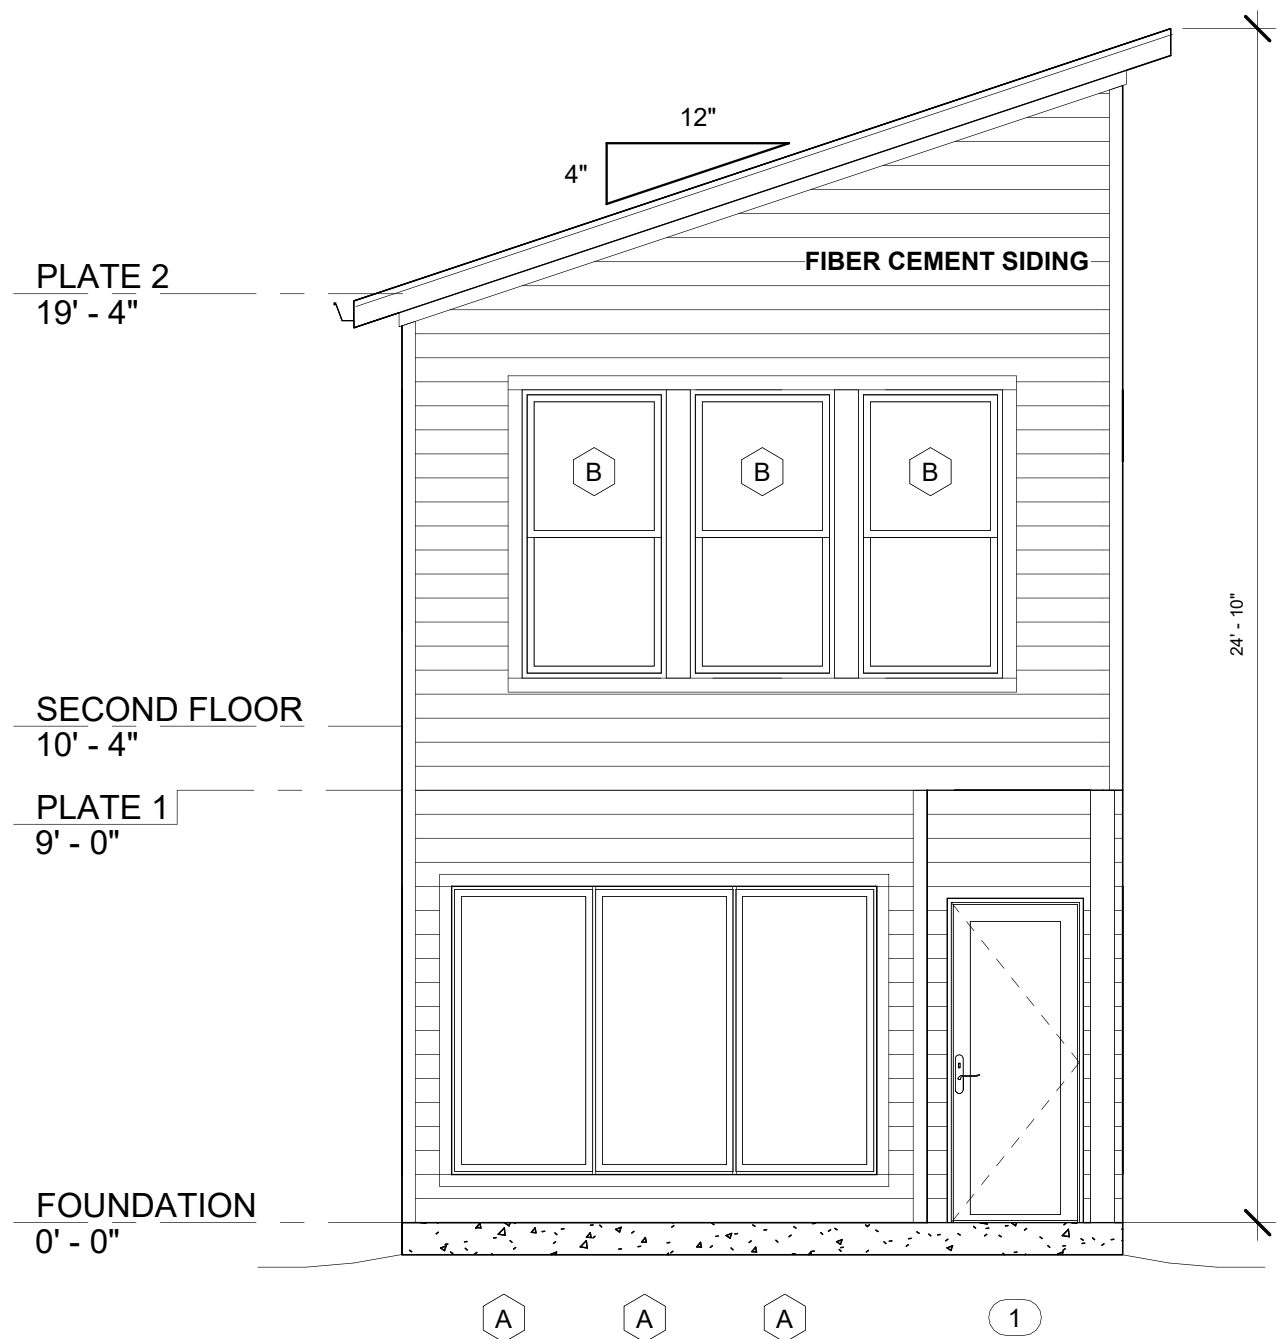 12"
4"
FIBER CEMENT SIDING
PLATE 2
19' - 4"
B B B
24' - 10"
SECOND FLOOR
10' - 4"
PLATE 1
9' - 0"
FOUNDATION
0' - 0"
A A A 1